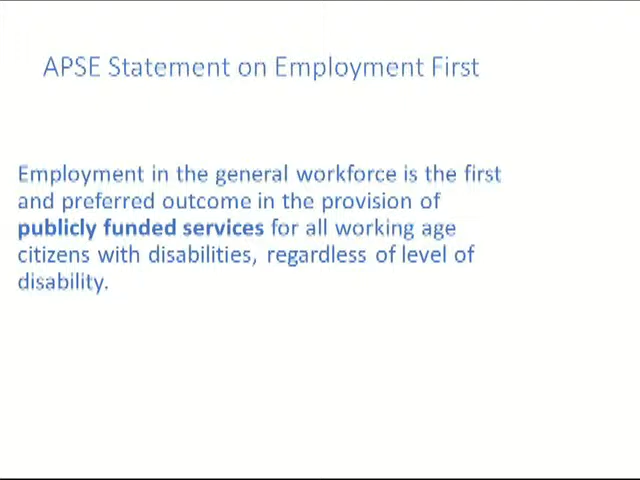 APSE Statement on Employment First
Employment in the general workforce is the first
and preferred outcome in the provision of
publicly funded services for all working age
citizens with disabilities, regardless of level of
disability.